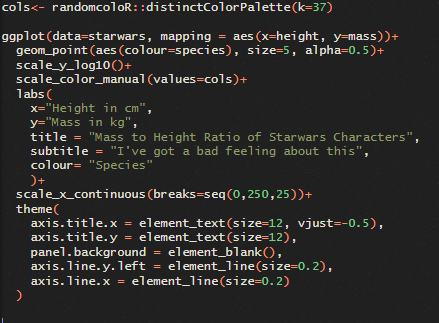 cols<- randomcoloR::distinctColorPalette(k=37)
ggplot(data=starwars, mapping = aes(x=height, y=mass))+
  geom_point(aes(colour=species), size=5, alpha=0.5)+
  scale_y_log10()+
  scale_color_manual(values=cols)+
  labs(
    x="Height in cm",
    y="Mass in kg",
    title = "Mass to Height Ratio of Starwars Characters",
    subtitle = "I've got a bad feeling about this",
    colour= "Species"
    )+
  scale_x_continuous(breaks=seq(0,250,25))+
  theme(
    axis.title.x = element_text(size=12, vjust=-0.5),
    axis.title.y = element_text(size=12),
    panel.background = element_blank(),
    axis.line.y.left = element_line(size=0.2),
    axis.line.x = element_line(size=0.2)
  )